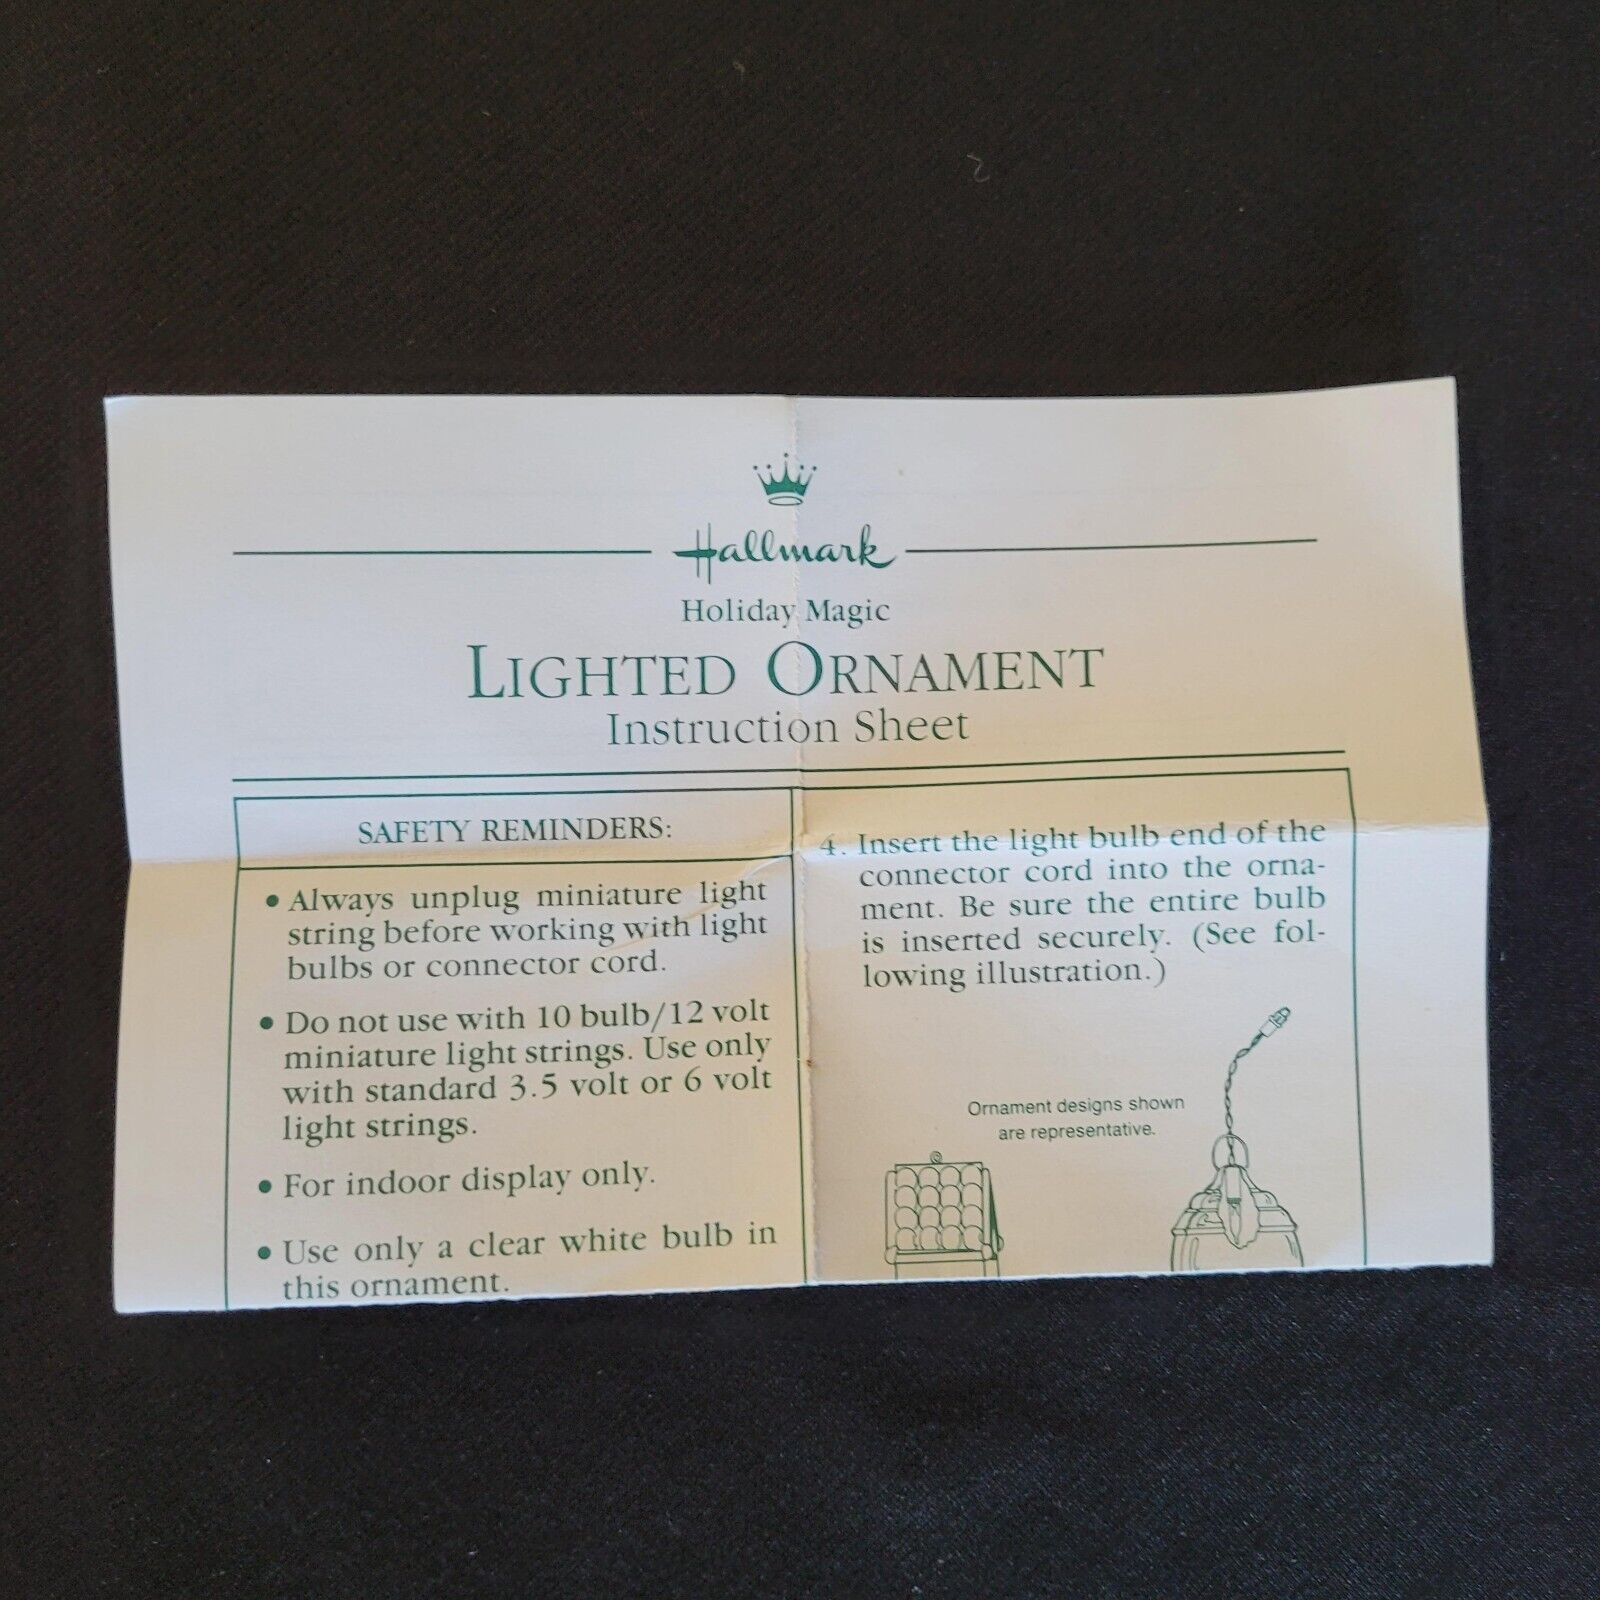 Hallmark
Holiday Magic
LIGHTED ORNAMENT
Instruction Sheet
SAFETY REMINDERS:
• Always unplug miniature light
string before working with light
bulbs or connector cord.
• Do not use with 10 bulb/12 volt
miniature light strings. Use only
with standard 3.5 volt or 6 volt
light strings.
• For indoor display only.
• Use only a clear white bulb in
this ornament.
4. Insert the light bulb end of the
connector cord into the orna-
ment. Be sure the entire bulb
is inserted securely. (See fol-
lowing illustration.)
Ornament designs shown
are representative.